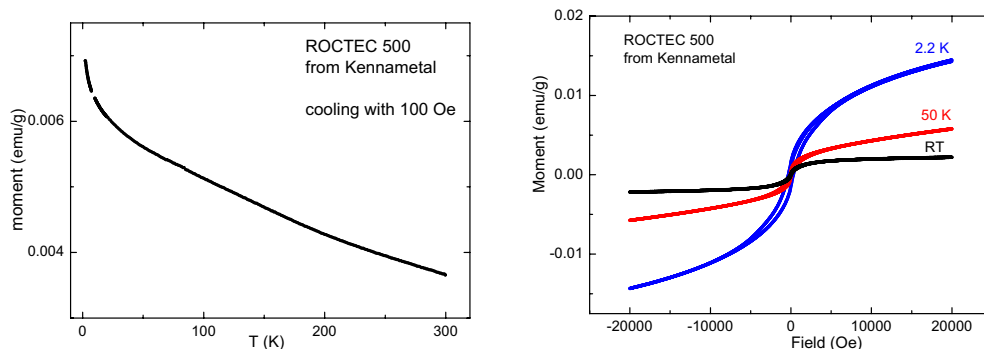 ROCTEC 500
from Kennametal
cooling with 100 Oe
moment (emu/g)
0.006
0.004
0
100
200
300
T (K)
ROCTEC 500
from Kennametal
2.2 K
50 K
RT
Moment (emu/g)
0.02
0.01
0.00
-0.01
-20000
-10000
0
10000
20000
Field (Oe)